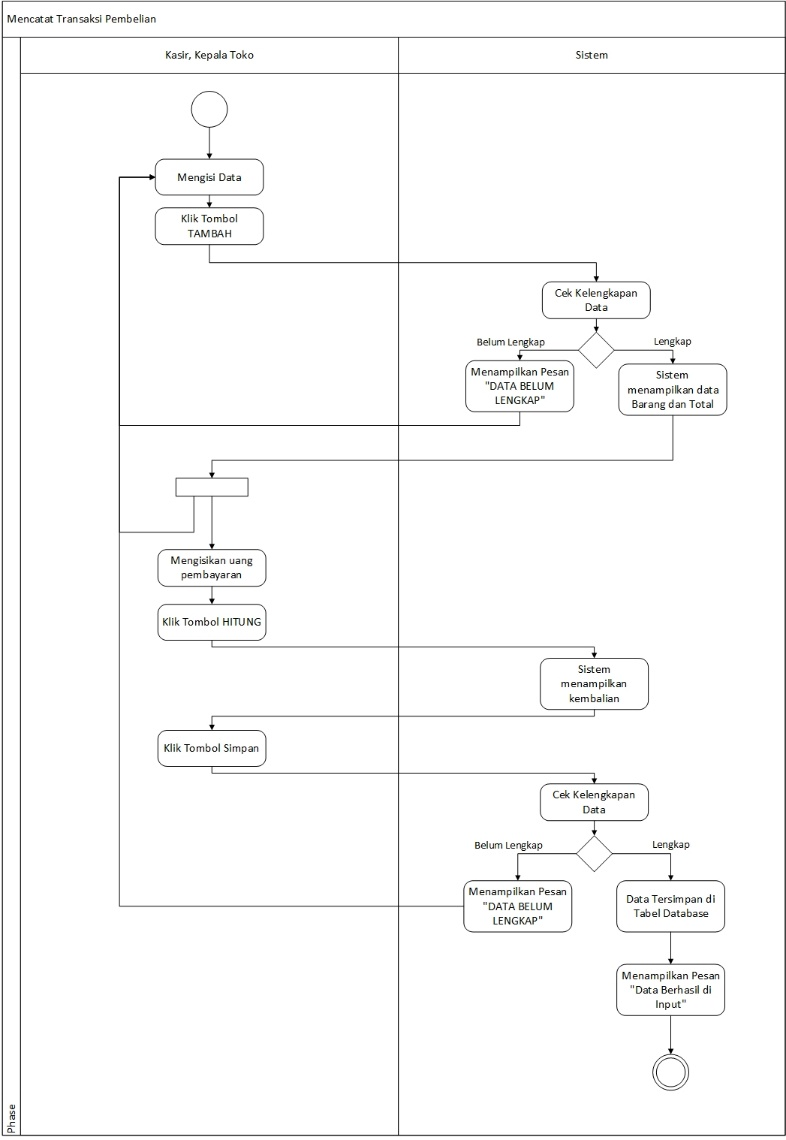 Mencatat Transaksi Pembelian
Kasir, Kepala Toko
Sistem
Mengisi Data
Klik Tombol
TAMBAH
Cek Kelengkapan
Data
Belum Lengkap
Lengkap
Menampilkan Pesan
"DATA BELUM
LENGKAP"
Sistem
menampilkan data
Barang dan Total
Mengisikan uang
pembayaran
Klik Tombol HITUNG
Sistem
menampilkan
kembalian
Klik Tombol Simpan
Cek Kelengkapan
Data
Belum Lengkap
Lengkap
Menampilkan Pesan
"DATA BELUM
LENGKAP"
Data Tersimpan di
Tabel Database
Menampilkan Pesan
"Data Berhasil di
Input"
Phase